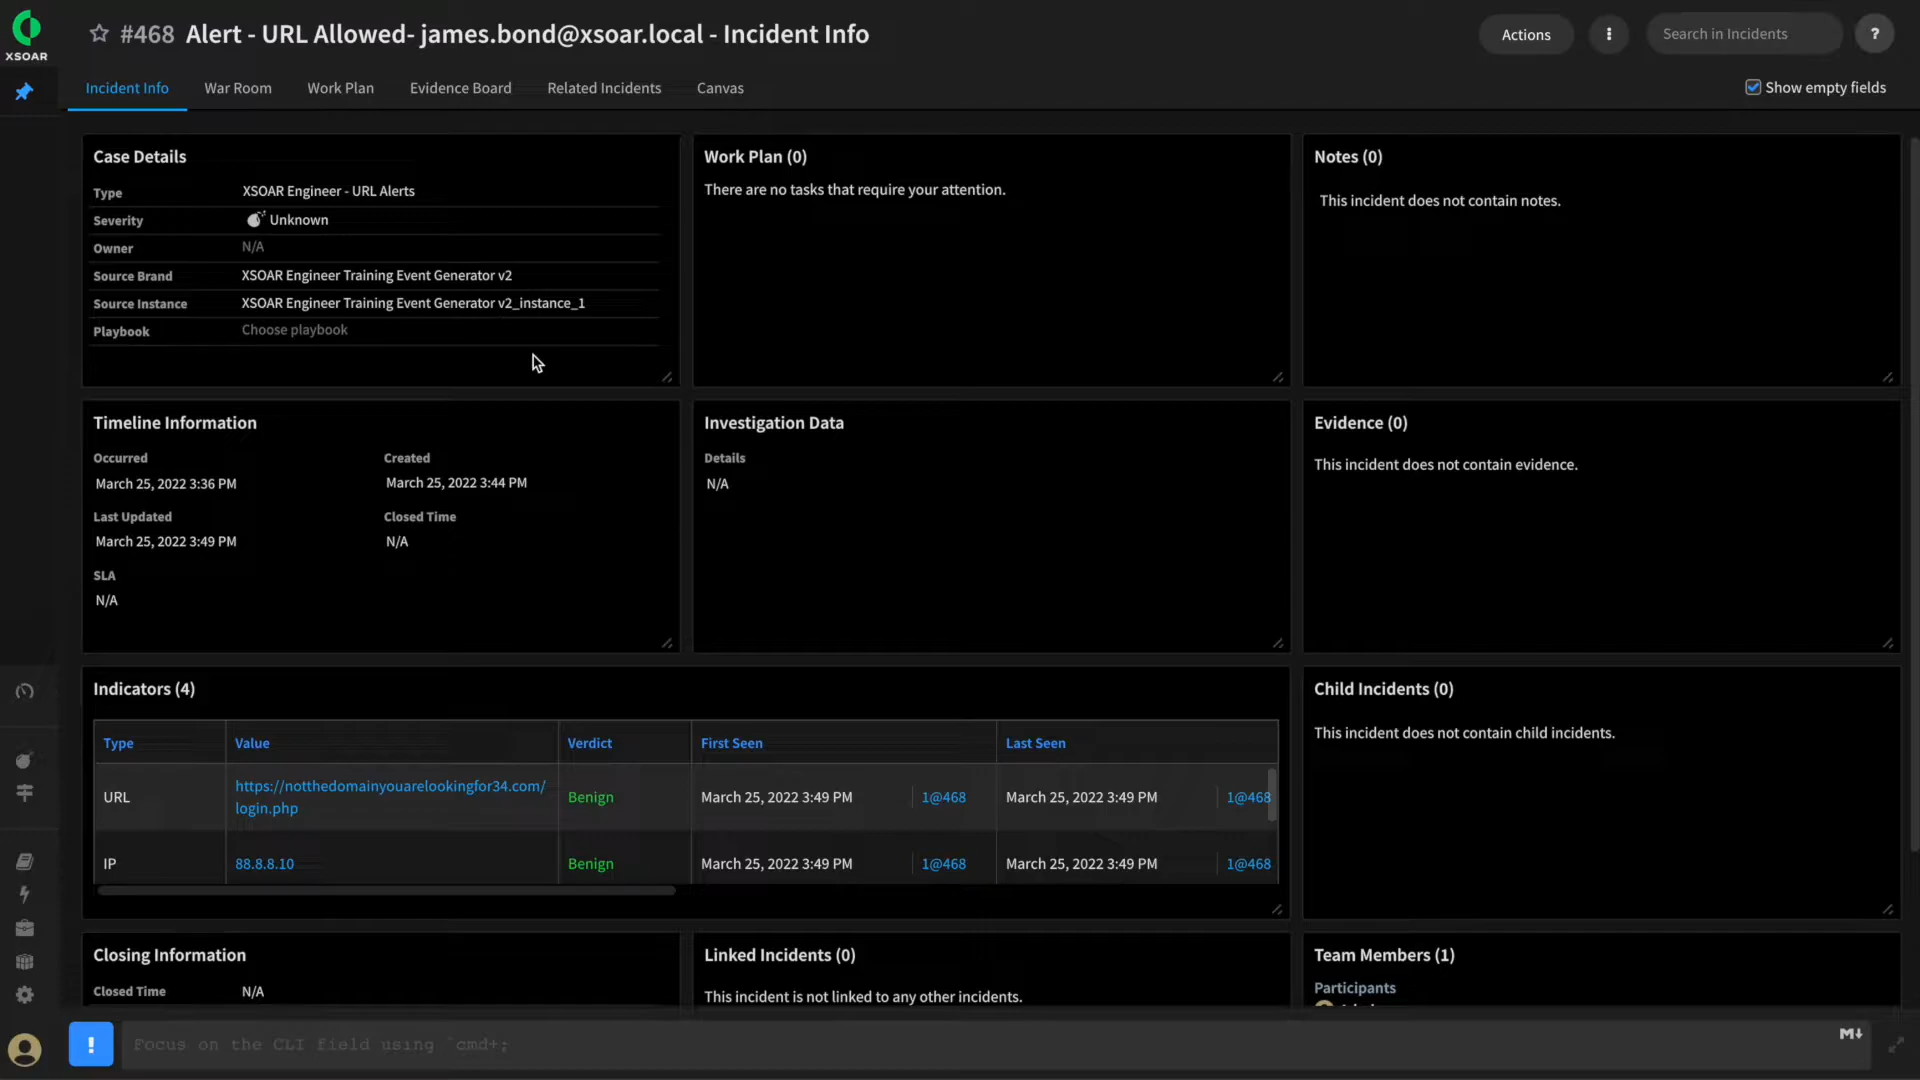 XSOAR
#468 Alert - URL Allowed- james.bond@xsoar.local - Incident Info
Actions
Search in Incidents
?
Incident Info
War Room
Work Plan
Evidence Board
Related Incidents
Canvas
Show empty fields
Case Details
Type XSOAR Engineer - URL Alerts
Severity Unknown
Owner N/A
Source Brand XSOAR Engineer Training Event Generator v2
Source Instance XSOAR Engineer Training Event Generator v2_instance_1
Playbook Choose playbook
Work Plan (0)
There are no tasks that require your attention.
Notes (0)
This incident does not contain notes.
Timeline Information
Occurred Created
March 25, 2022 3:36 PM March 25, 2022 3:44 PM
Last Updated Closed Time
March 25, 2022 3:49 PM N/A
SLA
N/A
Investigation Data
Details
N/A
Evidence (0)
This incident does not contain evidence.
Indicators (4)
Type Value Verdict First Seen Last Seen
URL https://notthedomainyouarelookingfor34.com/ Benign March 25, 2022 3:49 PM 1@468 March 25, 2022 3:49 PM 1@468
login.php
IP 88.8.8.10 Benign March 25, 2022 3:49 PM 1@468 March 25, 2022 3:49 PM 1@468
Child Incidents (0)
This incident does not contain child incidents.
Closing Information
Closed Time N/A
Linked Incidents (0)
This incident is not linked to any other incidents.
Team Members (1)
Participants
!
Focus on the CLI field using `cmd+;
M↓